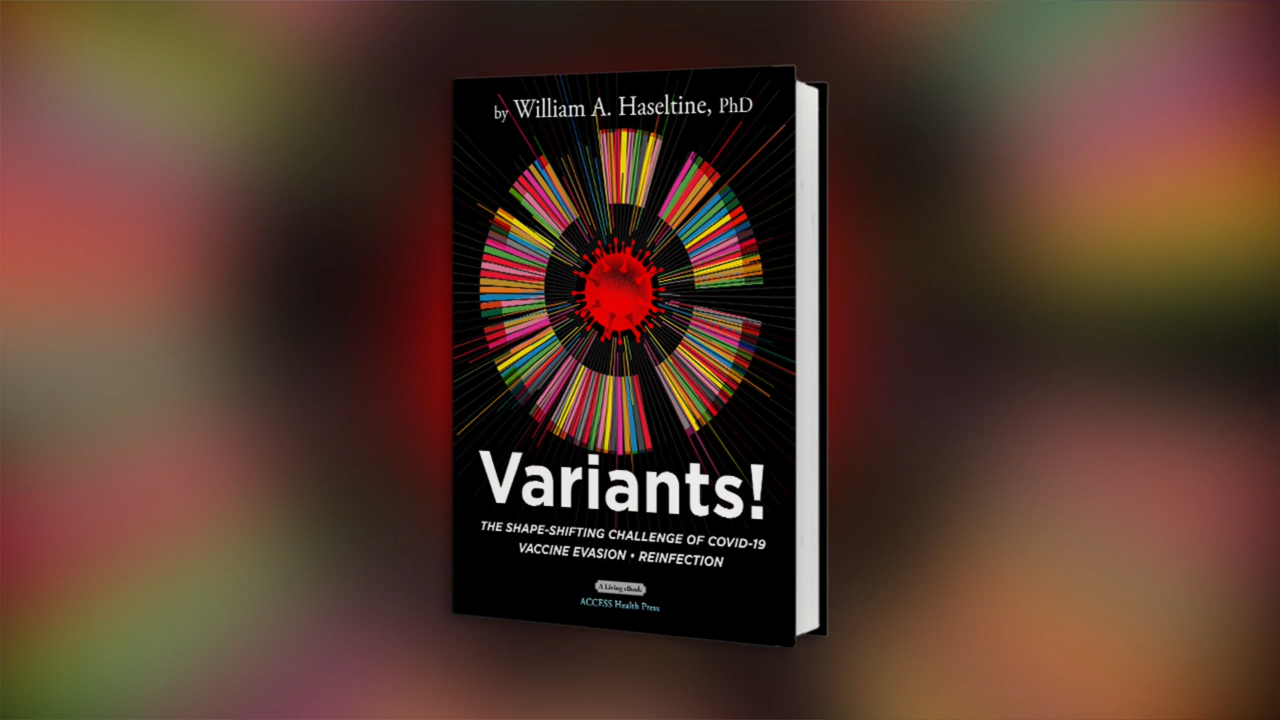 by William A. Haseltine, PhD
Variants!
THE SHAPE-SHIFTING CHALLENGE OF COVID-19
VACCINE EVASION • REINFECTION
A Living eBook
ACCESS Health Press